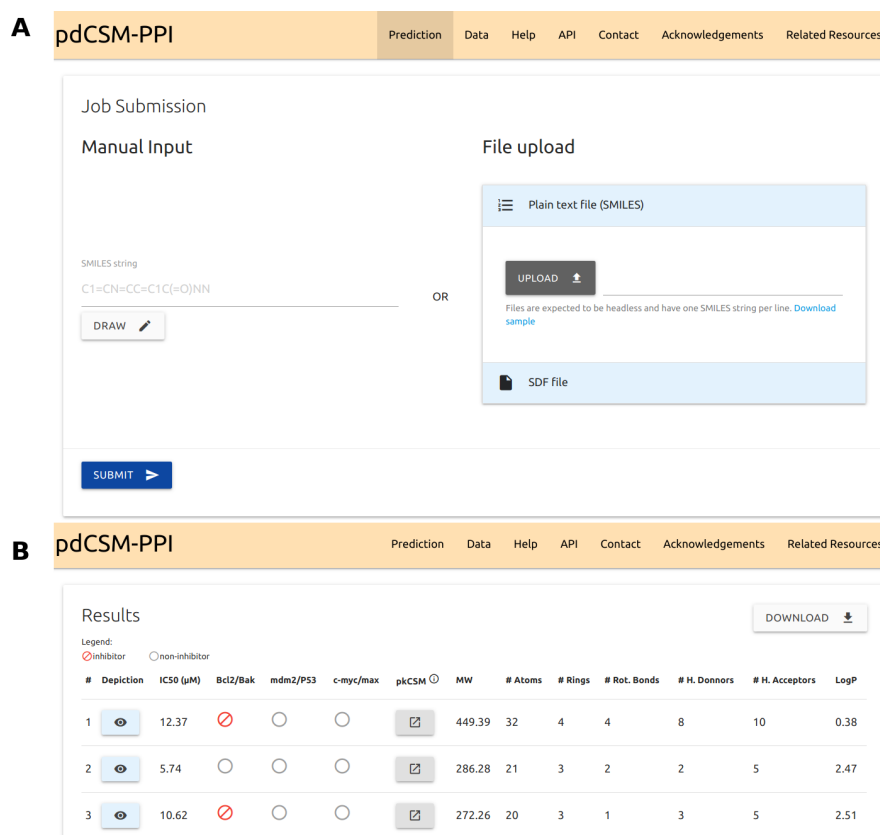 A
pdCSM-PPI Prediction Data Help API Contact Acknowledgements Related Resources
Job Submission
Manual Input
File upload
Plain text file (SMILES)
SMILES string
C1=CN=CC=C1C(=O)NN
DRAW
OR
UPLOAD
Files are expected to be headless and have one SMILES string per line. Download
sample
SDF file
SUBMIT
B
pdCSM-PPI Prediction Data Help API Contact Acknowledgements Related Resources
Results
DOWNLOAD
Legend:
inhibitor non-inhibitor
# Depiction IC50 (μM) Bcl2/Bak mdm2/P53 c-myc/max pkCSM MW # Atoms # Rings # Rot. Bonds # H. Donnors # H. Acceptors LogP
1 12.37 449.39 32 4 4 8 10 0.38
2 5.74 286.28 21 3 2 2 5 2.47
3 10.62 272.26 20 3 1 3 5 2.51